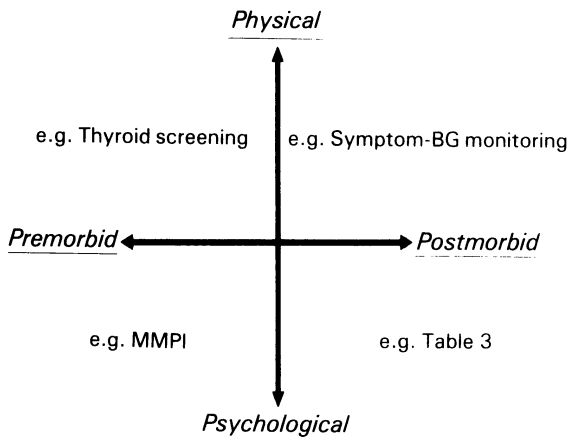 Physical
e.g. Thyroid screening
e.g. Symptom-BG monitoring
Premorbid
Postmorbid
e.g. MMPI
e.g. Table 3
Psychological